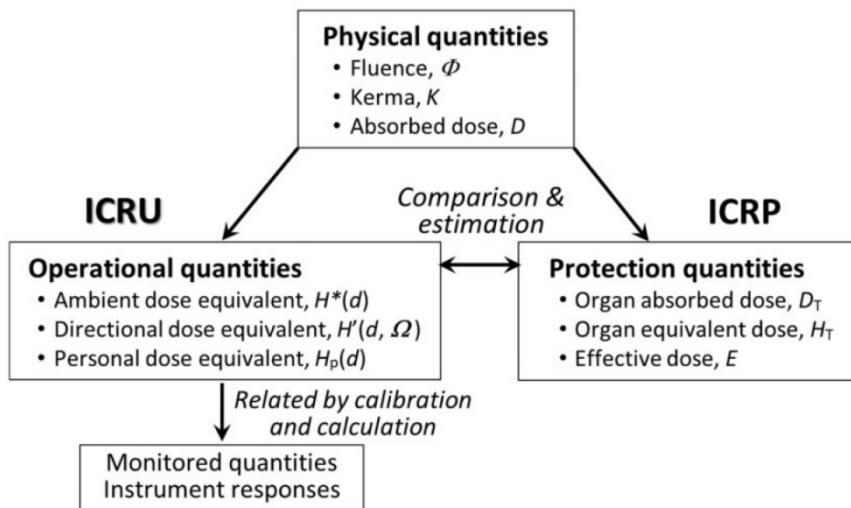 Physical quantities
• Fluence, Φ
• Kerma, K
• Absorbed dose, D
ICRU
Comparison &
estimation
ICRP
Operational quantities
• Ambient dose equivalent, H*(d)
• Directional dose equivalent, H'(d, Ω)
• Personal dose equivalent, Hₚ(d)
Protection quantities
• Organ absorbed dose, D_T
• Organ equivalent dose, H_T
• Effective dose, E
Related by calibration
and calculation
Monitored quantities
Instrument responses